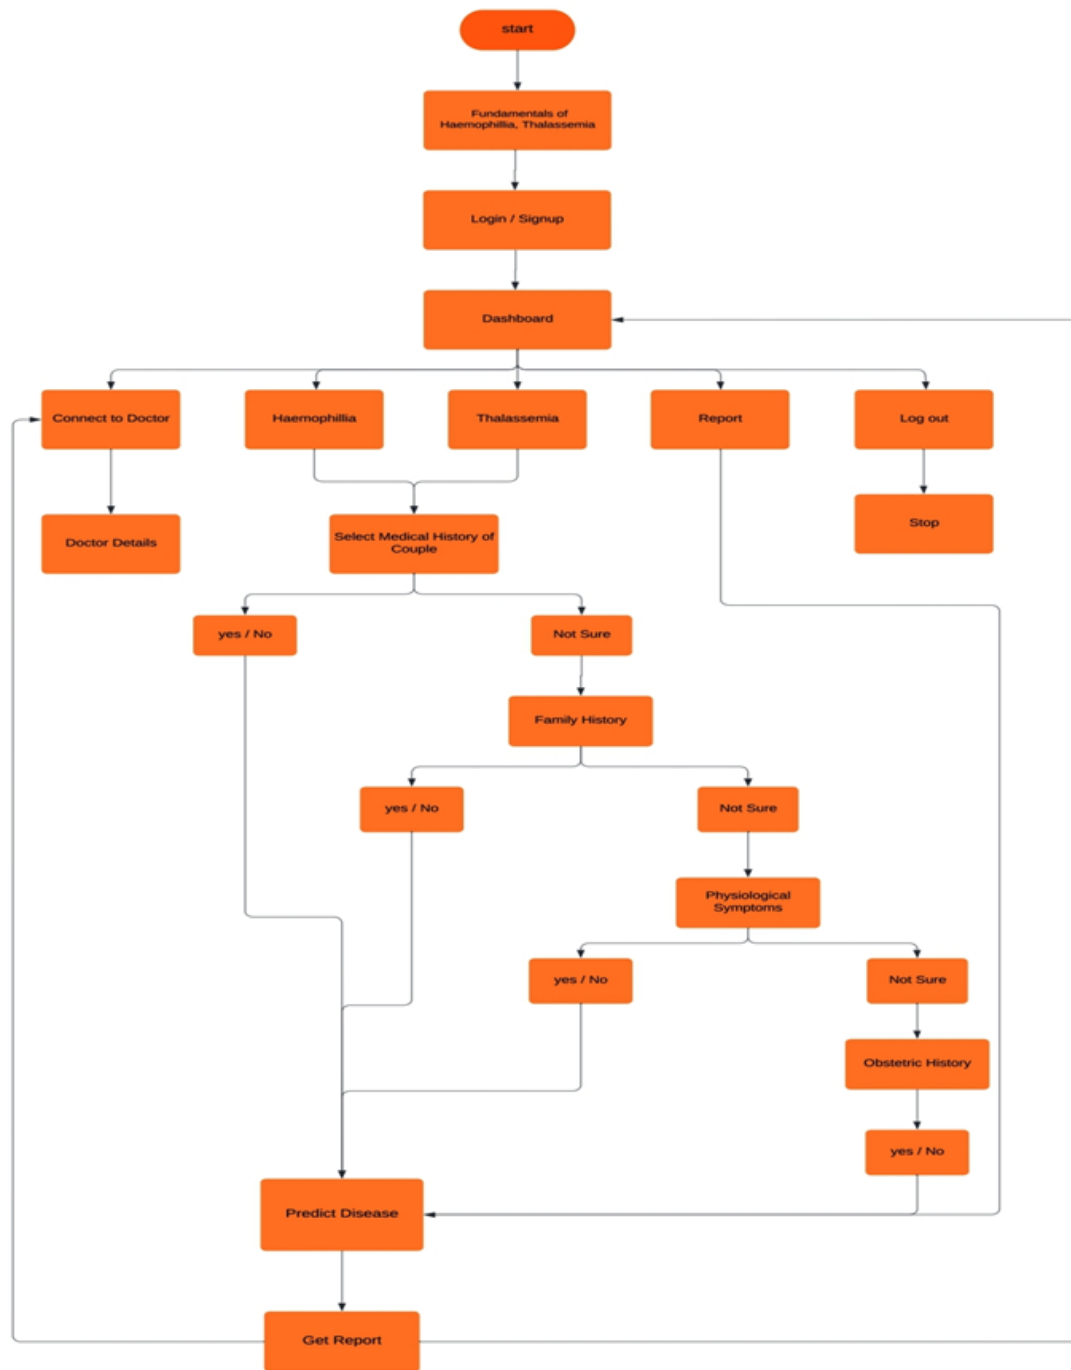 start
Fundamentals of
Haemophillia, Thalassemia
Login / Signup
Dashboard
Connect to Doctor
Haemophillia
Thalassemia
Report
Log out
Doctor Details
Select Medical History of
Couple
Stop
yes / No
Not Sure
Family History
yes / No
Not Sure
Physiological
Symptoms
yes / No
Not Sure
Obstetric History
yes / No
Predict Disease
Get Report